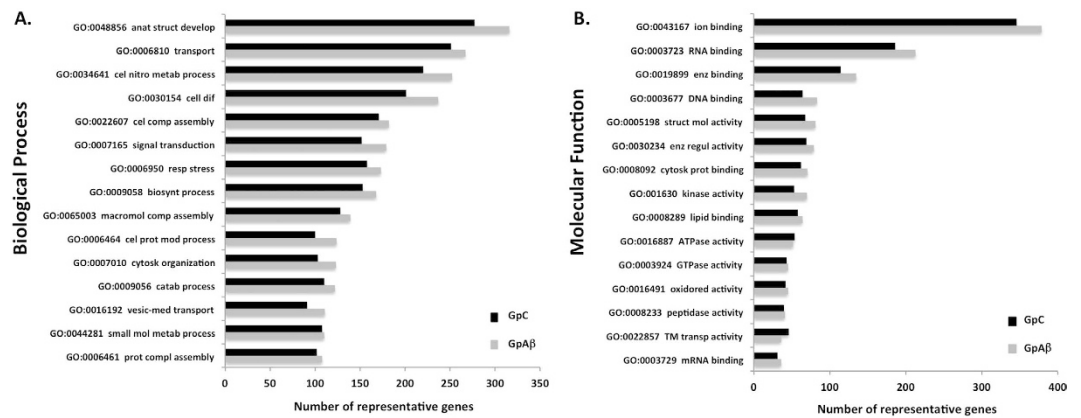 A.
Biological Process
GO:0048856 anat struct develop
GO:0006810 transport
GO:0034641 cel nitro metab process
GO:0030154 cell dif
GO:0022607 cel comp assembly
GO:0007165 signal transduction
GO:0006950 resp stress
GO:0009058 biosynt process
GO:0065003 macromol comp assembly
GO:0006464 cel prot mod process
GO:0007010 cytosk organization
GO:0009056 catab process
GO:0016192 vesic-med transport
GO:0044281 small mol metab process
GO:0006461 prot compl assembly
GpC
GpAβ
0 50 100 150 200 250 300 350
Number of representative genes
B.
Molecular Function
GO:0043167 ion binding
GO:0003723 RNA binding
GO:0019899 enz binding
GO:0003677 DNA binding
GO:0005198 struct mol activity
GO:0030234 enz regul activity
GO:0008092 cytosk prot binding
GO:001630 kinase activity
GO:0008289 lipid binding
GO:0016887 ATPase activity
GO:0003924 GTPase activity
GO:0016491 oxidored activity
GO:0008233 peptidase activity
GO:0022857 TM transp activity
GO:0003729 mRNA binding
GpC
GpAβ
0 100 200 300 400
Number of representative genes